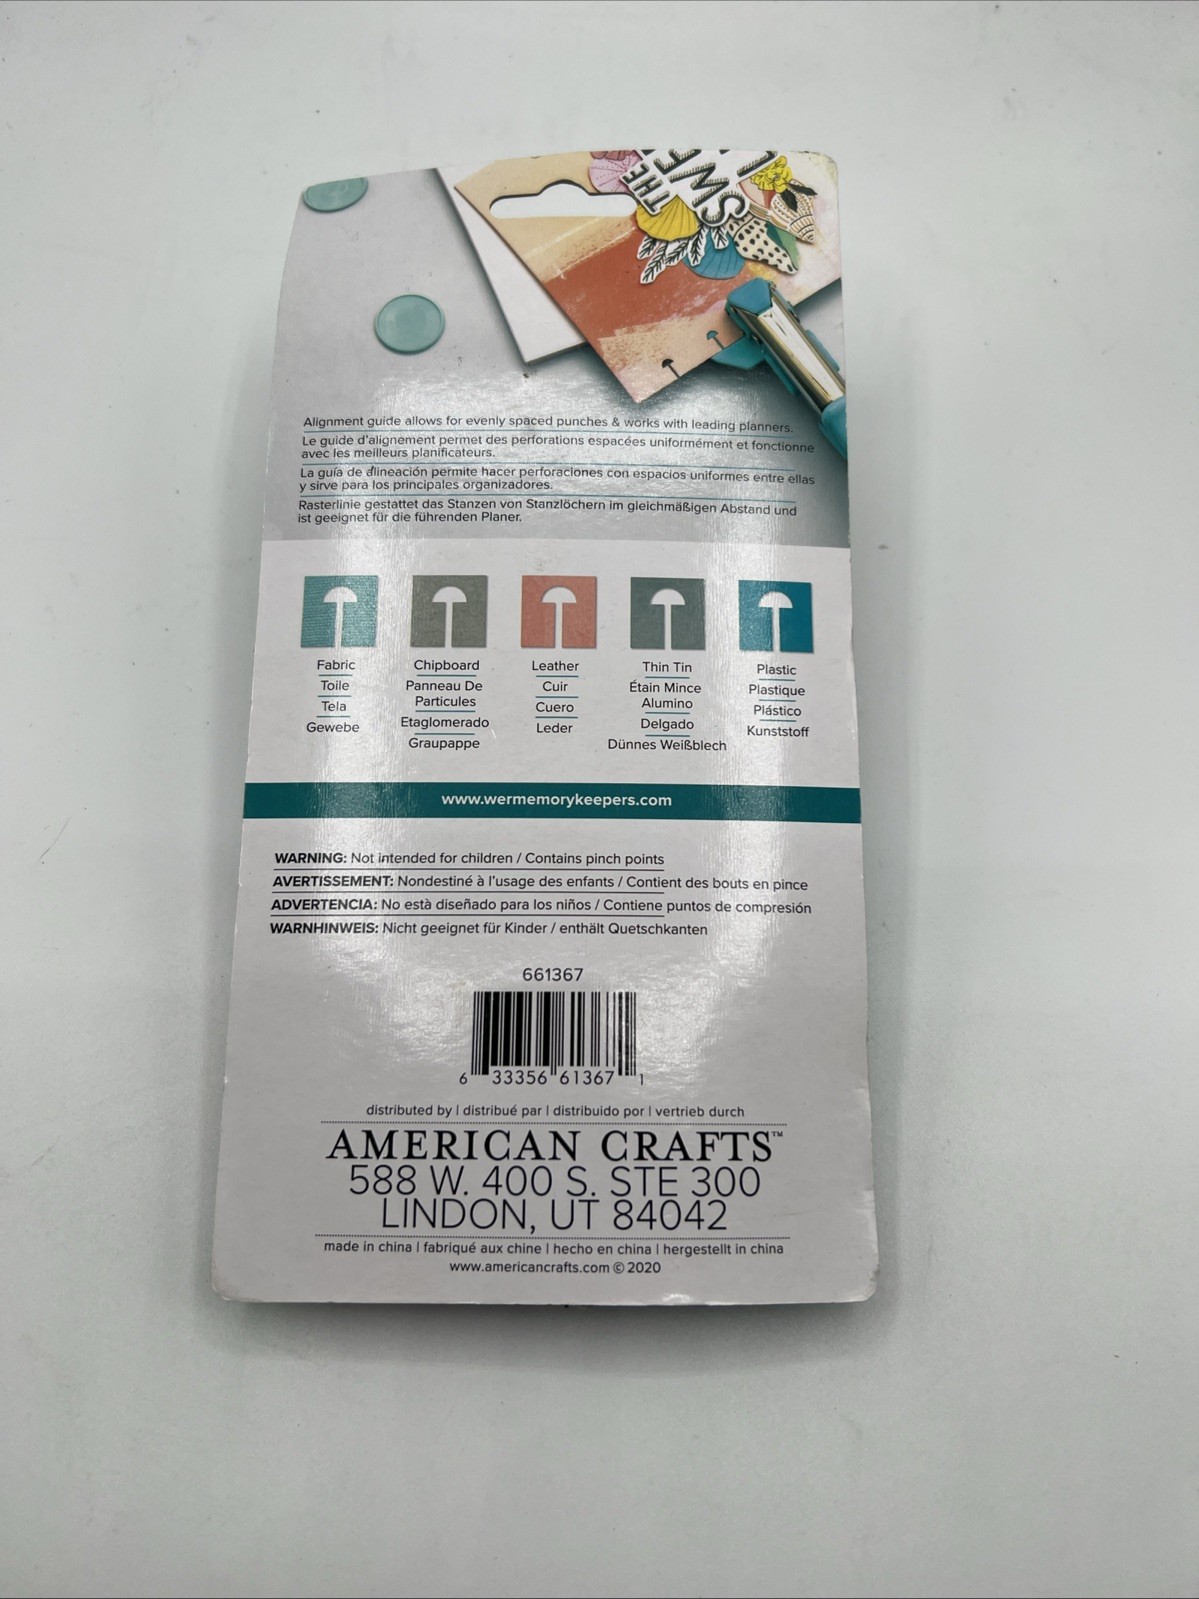 THE
SWE
Alignment guide allows for evenly spaced punches & works with leading planners.
Le guide d'alignement permet des perforations espacées uniformément et fonctionne
avec les meilleurs planificateurs.
La guía de alineación permite hacer perforaciones con espacios uniformes entre ellas
y sirve para los principales organizadores.
Rasterlinie gestattet das Stanzen von Stanzlöchern im gleichmäßigen Abstand und
ist geeignet für die führenden Planer.
Fabric
Toile
Tela
Gewebe
Chipboard
Panneau De
Particules
Etaglomerado
Graupappe
Leather
Cuir
Cuero
Leder
Thin Tin
Étain Mince
Alumino
Delgado
Dünnes Weißblech
Plastic
Plastique
Plástico
Kunststoff
www.wermemorykeepers.com
WARNING: Not intended for children / Contains pinch points
AVERTISSEMENT: Nondestiné à l'usage des enfants / Contient des bouts en pince
ADVERTENCIA: No està diseñado para los niños / Contiene puntos de compresión
WARNHINWEIS: Nicht geeignet für Kinder / enthält Quetschkanten
661367
6 33356 61367 1
distributed by | distribué par | distribuido por | vertrieb durch
AMERICAN CRAFTS™
588 W. 400 S. STE 300
LINDON, UT 84042
made in china | fabriqué aux chine | hecho en china | hergestellt in china
www.americancrafts.com © 2020